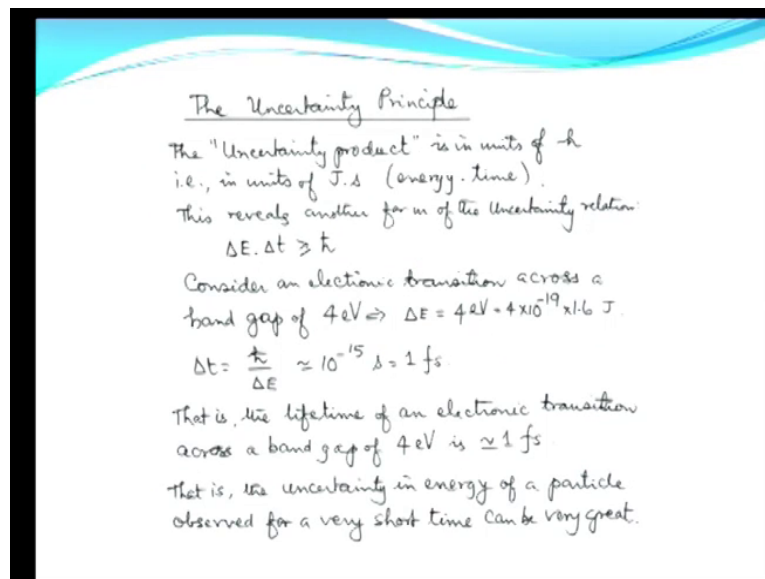 The Uncertainty Principle
The "Uncertainty product" is in units of h
i.e., in units of J.s (energy.time).
This reveals another form of the Uncertainty relation:
ΔE.Δt ≥ ħ
Consider an electronic transition across a
band gap of 4eV ⇒ ΔE = 4eV = 4×10⁻¹⁹×1.6 J.
Δt = ħ/ΔE ≃ 10⁻¹⁵ s = 1 fs.
That is, the lifetime of an electronic transition
across a band gap of 4eV is ≃ 1 fs.
That is, the uncertainty in energy of a particle
observed for a very short time can be very great.